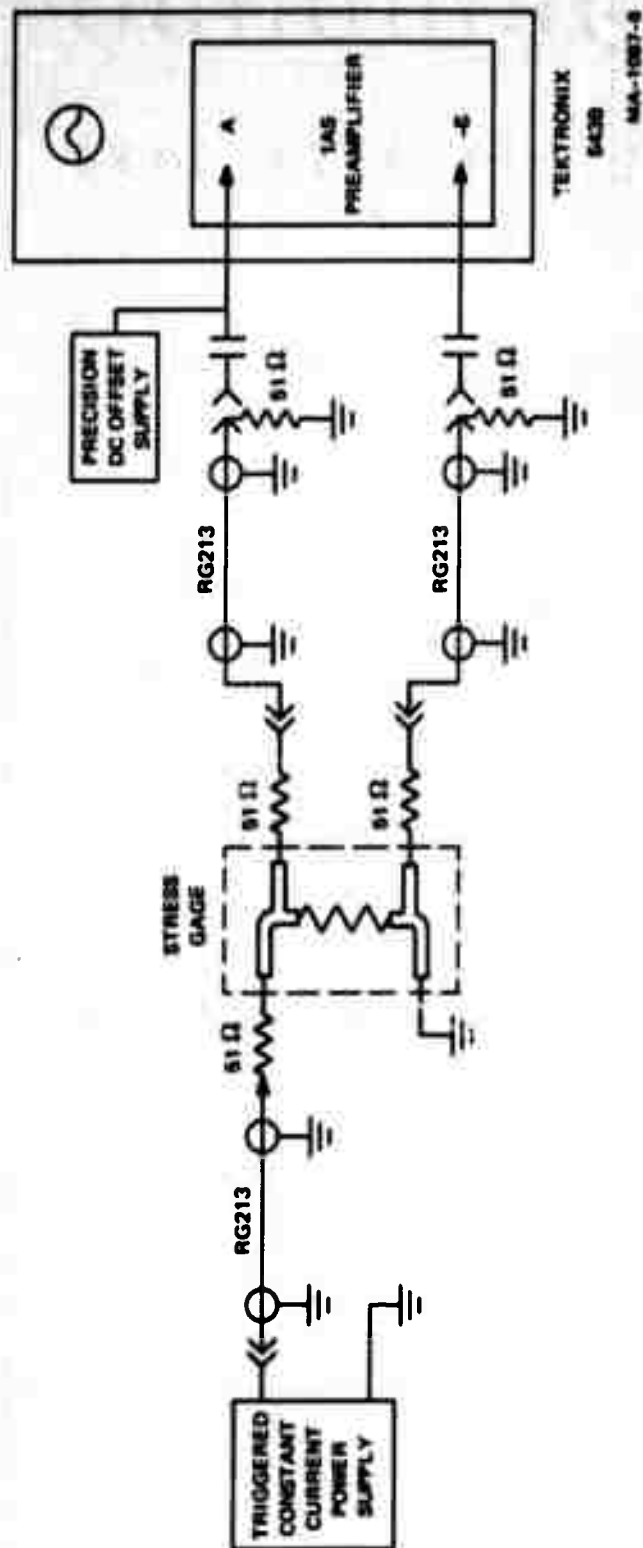 TRIGGERED
CONSTANT
CURRENT
POWER
SUPPLY
RG213
51 Ω
STRESS
GAGE
51 Ω
51 Ω
RG213
RG213
PRECISION
DC OFFSET
SUPPLY
51 Ω
51 Ω
A
1A5
PREAMPLIFIER
TEKTRONIX